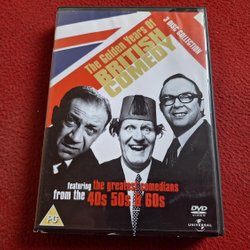 The Golden Years Of
BRITISH
COMEDY
3 DISC COLLECTION
featuring the greatest comedians
from the 40s 50s & 60s
PG
DVD
VIDEO
UNIVERSAL